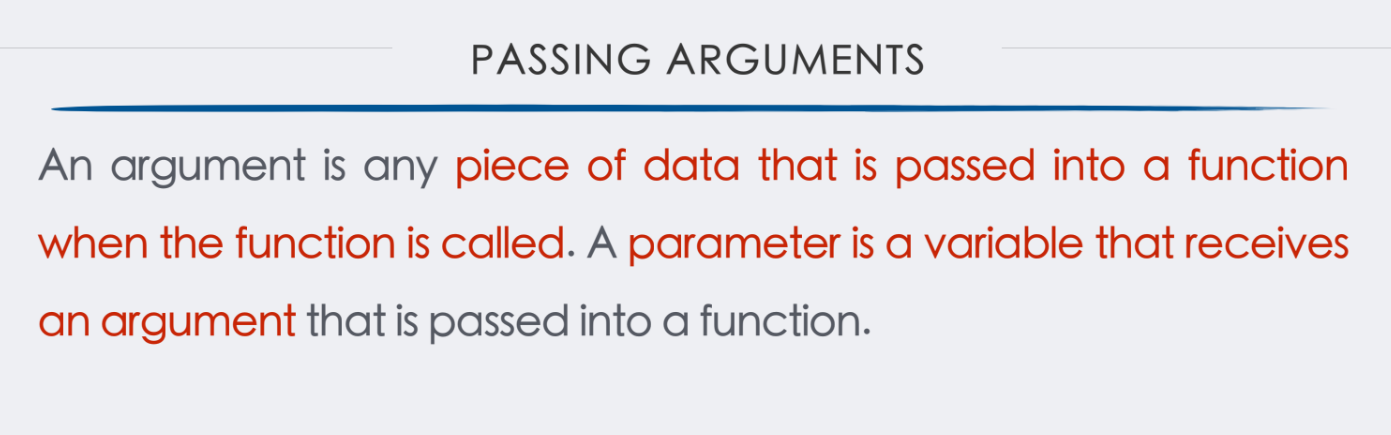 PASSING ARGUMENTS
An argument is any piece of data that is passed into a function
when the function is called. A parameter is a variable that receives
an argument that is passed into a function.